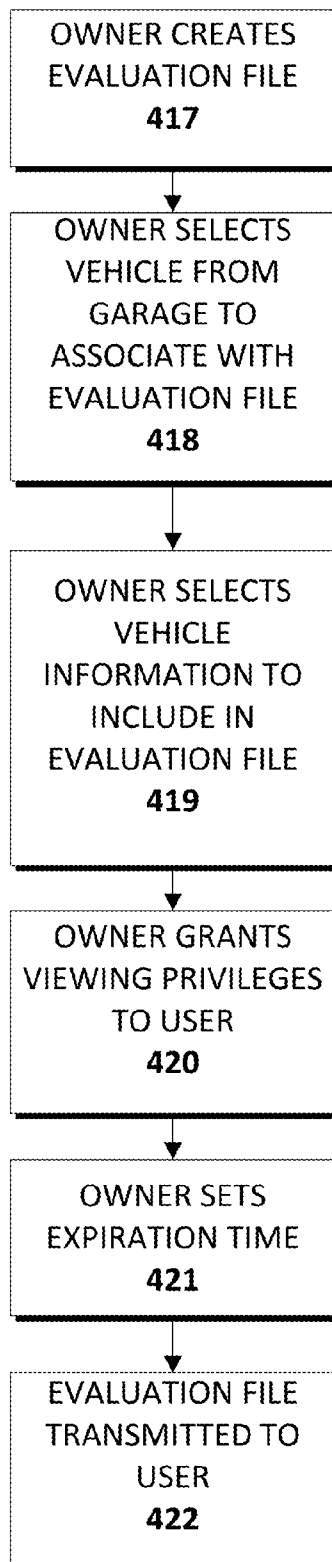 OWNER CREATES
EVALUATION FILE
417
OWNER SELECTS
VEHICLE FROM
GARAGE TO
ASSOCIATE WITH
EVALUATION FILE
418
OWNER SELECTS
VEHICLE
INFORMATION TO
INCLUDE IN
EVALUATION FILE
419
OWNER GRANTS
VIEWING PRIVILEGES
TO USER
420
OWNER SETS
EXPIRATION TIME
421
EVALUATION FILE
TRANSMITTED TO
USER
422